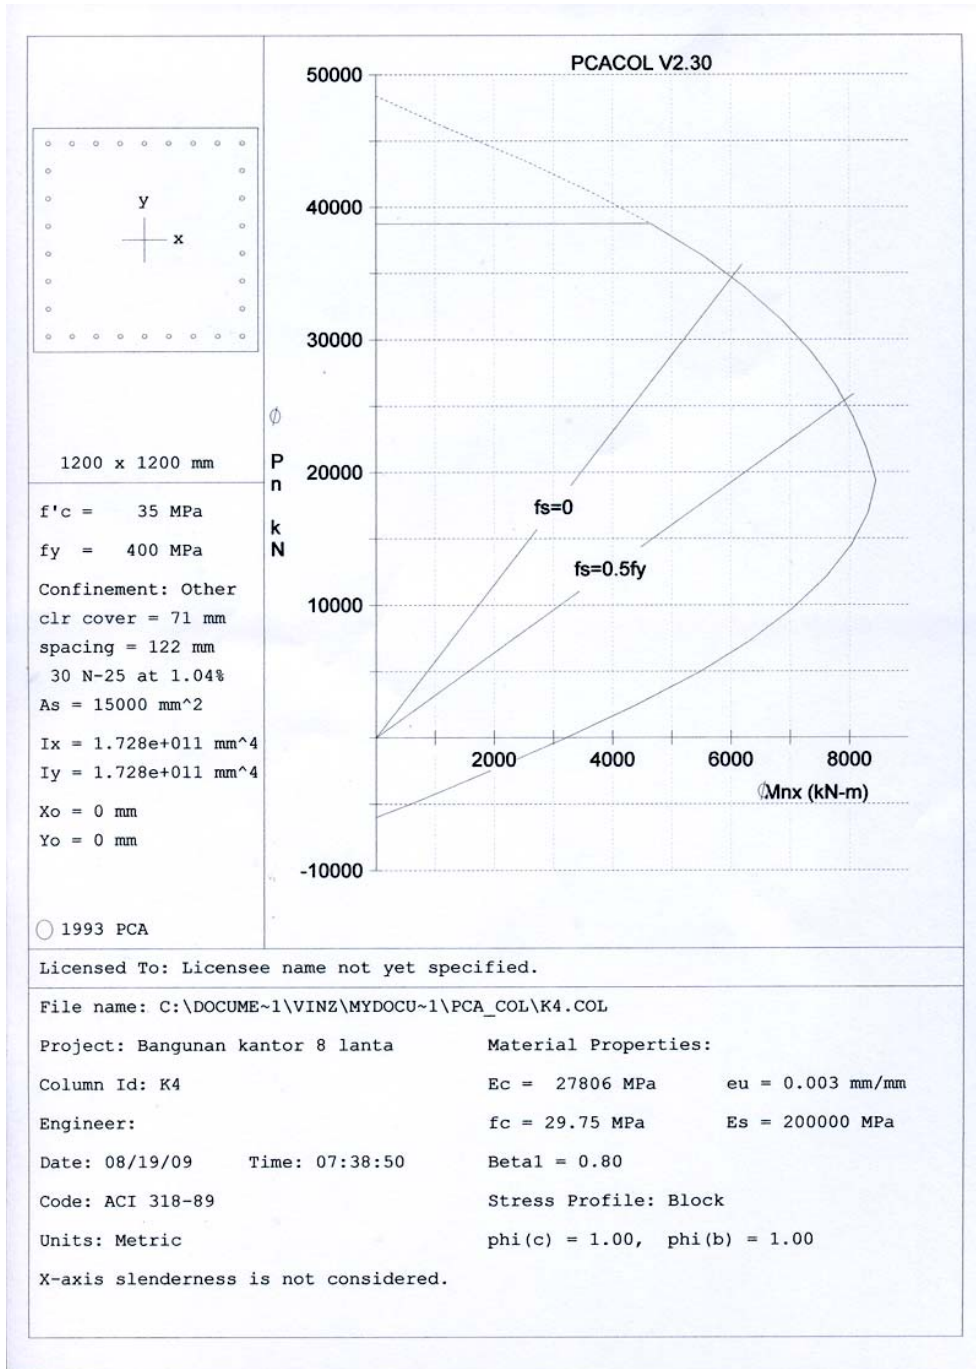 PCACOL V2.30
50000
40000
30000
20000
10000
-10000
2000 4000 6000 8000
ϕ
P
n
k
N
fs=0
fs=0.5fy
ϕMnx (kN-m)
y
x
1200 x 1200 mm
f'c = 35 MPa
fy = 400 MPa
Confinement: Other
clr cover = 71 mm
spacing = 122 mm
30 N-25 at 1.04%
As = 15000 mm^2
Ix = 1.728e+011 mm^4
Iy = 1.728e+011 mm^4
Xo = 0 mm
Yo = 0 mm
1993 PCA
Licensed To: Licensee name not yet specified.
File name: C:\DOCUME~1\VINZ\MYDOCU~1\PCA_COL\K4.COL
Project: Bangunan kantor 8 lanta
Column Id: K4
Engineer:
Date: 08/19/09 Time: 07:38:50
Code: ACI 318-89
Units: Metric
X-axis slenderness is not considered.
Material Properties:
Ec = 27806 MPa eu = 0.003 mm/mm
fc = 29.75 MPa Es = 200000 MPa
Beta1 = 0.80
Stress Profile: Block
phi(c) = 1.00, phi(b) = 1.00